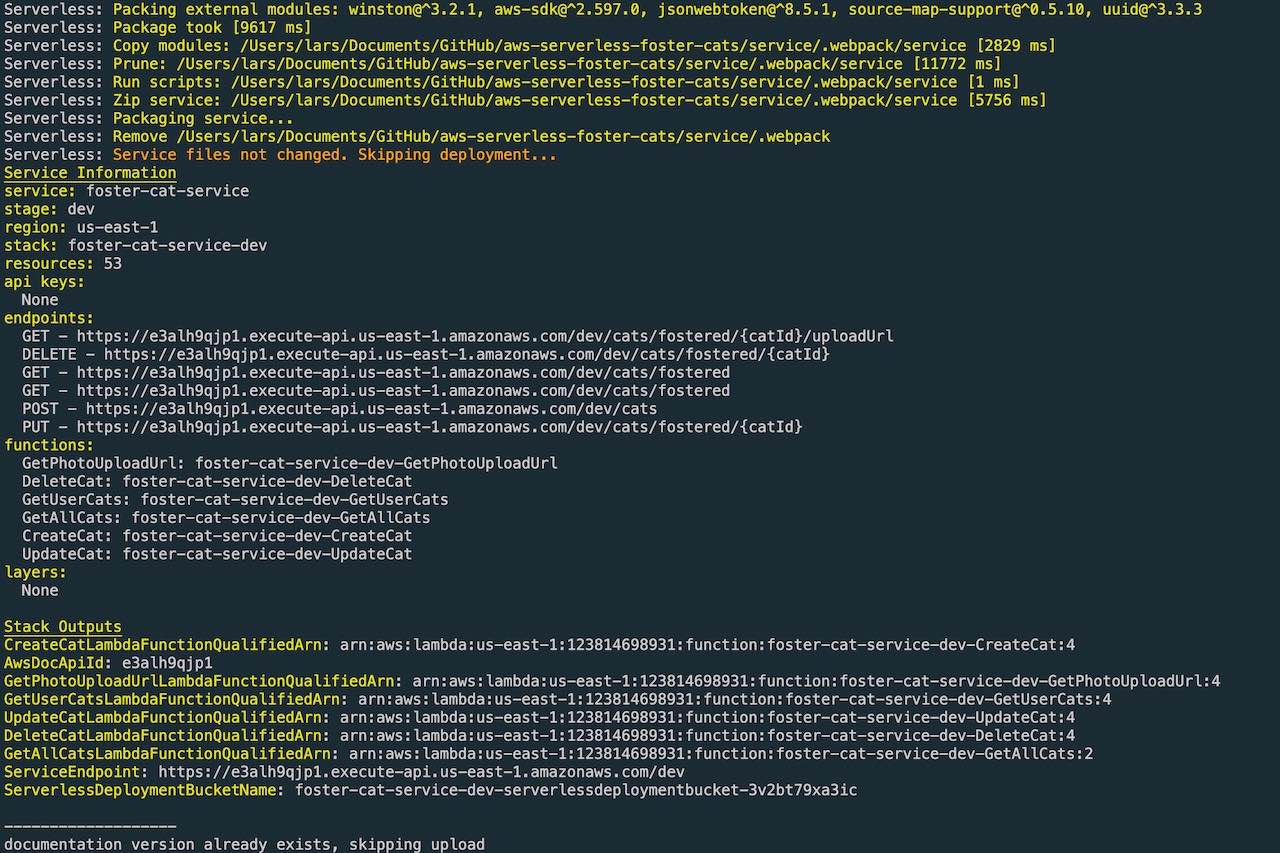 Serverless: Packing external modules: winston@^3.2.1, aws-sdk@^2.597.0, jsonwebtoken@^8.5.1, source-map-support@^0.5.10, uuid@^3.3.3
Serverless: Package took [9617 ms]
Serverless: Copy modules: /Users/lars/Documents/GitHub/aws-serverless-foster-cats/service/.webpack/service [2829 ms]
Serverless: Prune: /Users/lars/Documents/GitHub/aws-serverless-foster-cats/service/.webpack/service [11772 ms]
Serverless: Run scripts: /Users/lars/Documents/GitHub/aws-serverless-foster-cats/service/.webpack/service [1 ms]
Serverless: Zip service: /Users/lars/Documents/GitHub/aws-serverless-foster-cats/service/.webpack/service [5756 ms]
Serverless: Packaging service...
Serverless: Remove /Users/lars/Documents/GitHub/aws-serverless-foster-cats/service/.webpack
Serverless: Service files not changed. Skipping deployment...
Service Information
service: foster-cat-service
stage: dev
region: us-east-1
stack: foster-cat-service-dev
resources: 53
api keys:
  None
endpoints:
  GET - https://e3alh9qjp1.execute-api.us-east-1.amazonaws.com/dev/cats/fostered/{catId}/uploadUrl
  DELETE - https://e3alh9qjp1.execute-api.us-east-1.amazonaws.com/dev/cats/fostered/{catId}
  GET - https://e3alh9qjp1.execute-api.us-east-1.amazonaws.com/dev/cats/fostered
  GET - https://e3alh9qjp1.execute-api.us-east-1.amazonaws.com/dev/cats/fostered
  POST - https://e3alh9qjp1.execute-api.us-east-1.amazonaws.com/dev/cats
  PUT - https://e3alh9qjp1.execute-api.us-east-1.amazonaws.com/dev/cats/fostered/{catId}
functions:
  GetPhotoUploadUrl: foster-cat-service-dev-GetPhotoUploadUrl
  DeleteCat: foster-cat-service-dev-DeleteCat
  GetUserCats: foster-cat-service-dev-GetUserCats
  GetAllCats: foster-cat-service-dev-GetAllCats
  CreateCat: foster-cat-service-dev-CreateCat
  UpdateCat: foster-cat-service-dev-UpdateCat
layers:
  None
Stack Outputs
CreateCatLambdaFunctionQualifiedArn: arn:aws:lambda:us-east-1:123814698931:function:foster-cat-service-dev-CreateCat:4
AwsDocApiId: e3alh9qjp1
GetPhotoUploadUrlLambdaFunctionQualifiedArn: arn:aws:lambda:us-east-1:123814698931:function:foster-cat-service-dev-GetPhotoUploadUrl:4
GetUserCatsLambdaFunctionQualifiedArn: arn:aws:lambda:us-east-1:123814698931:function:foster-cat-service-dev-GetUserCats:4
UpdateCatLambdaFunctionQualifiedArn: arn:aws:lambda:us-east-1:123814698931:function:foster-cat-service-dev-UpdateCat:4
DeleteCatLambdaFunctionQualifiedArn: arn:aws:lambda:us-east-1:123814698931:function:foster-cat-service-dev-DeleteCat:4
GetAllCatsLambdaFunctionQualifiedArn: arn:aws:lambda:us-east-1:123814698931:function:foster-cat-service-dev-GetAllCats:2
ServiceEndpoint: https://e3alh9qjp1.execute-api.us-east-1.amazonaws.com/dev
ServerlessDeploymentBucketName: foster-cat-service-dev-serverlessdeploymentbucket-3v2bt79xa3ic
-------------------
documentation version already exists, skipping upload